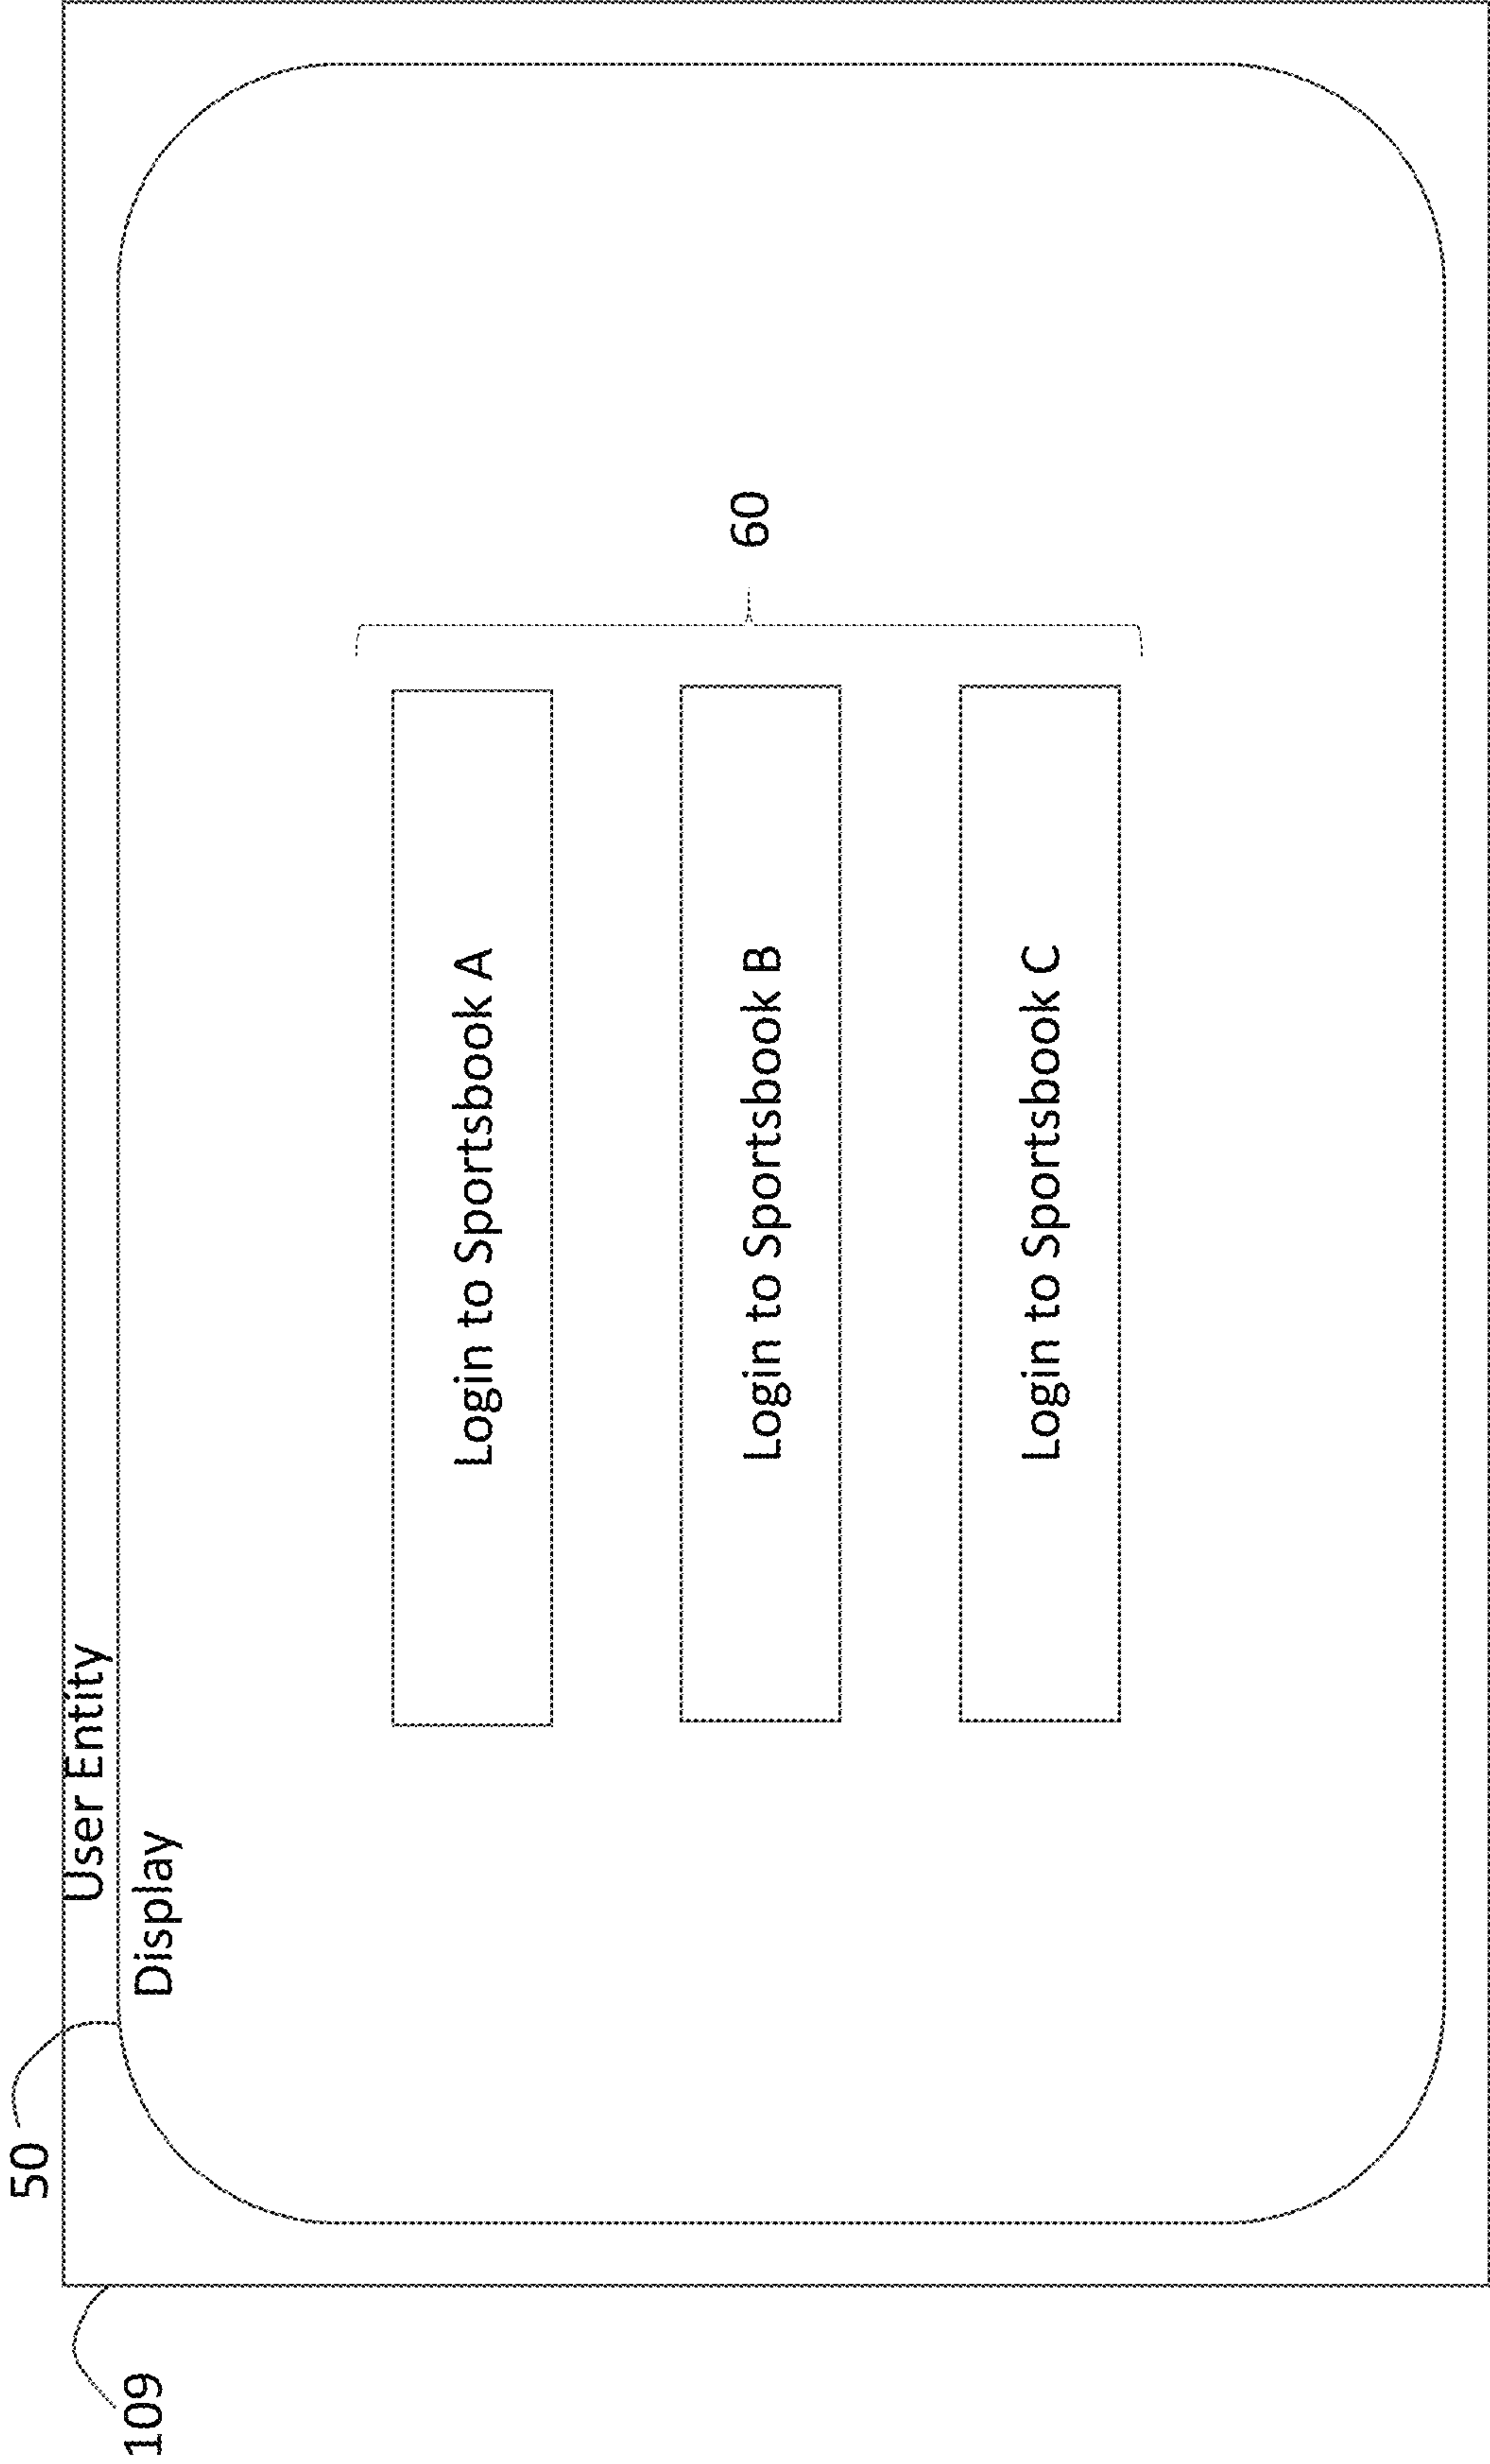 109
50
User Entity
Display
Login to Sportsbook A
Login to Sportsbook B
Login to Sportsbook C
60